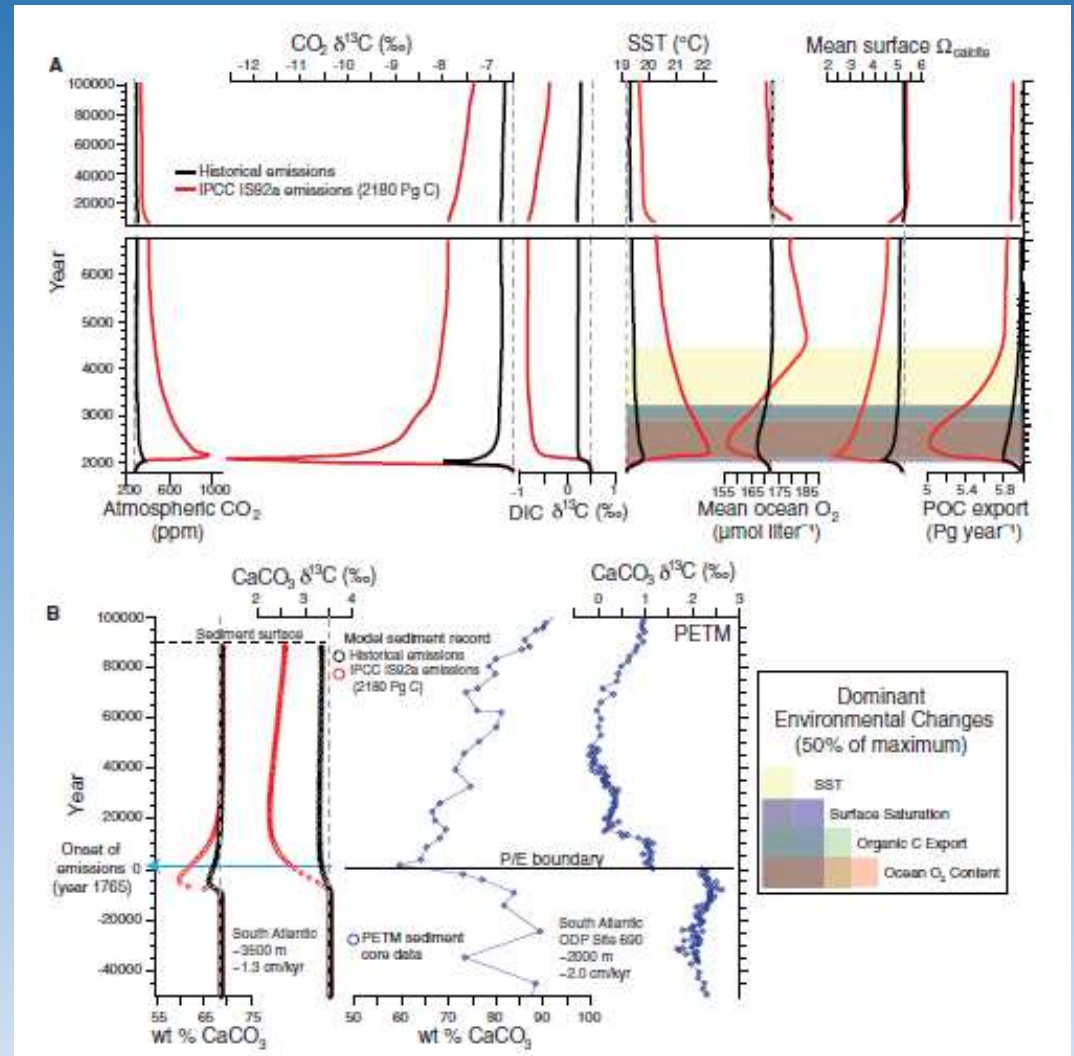 CO₂ δ¹³C (‰) SST (°C) Mean surface Ω calcite
A -12 -11 -10 -9 -8 -7 19 20 21 22 2 3 4 5 6
100000
80000
60000
40000
20000
Historical emissions
IPCC IS92a emissions (2180 Pg C)
Year
6000
5000
4000
3000
2000
200 600 1000 -1 0 1 155 165 175 185 5 5.4 5.8
Atmospheric CO₂ (ppm)
DIC δ¹³C (‰)
Mean ocean O₂ (μmol liter⁻¹)
POC export (Pg year⁻¹)
CaCO₃ δ¹³C (‰) CaCO₃ δ¹³C (‰)
B 2 3 4 0 1 2 3
100000
80000
60000
40000
20000
0
-20000
-40000
Year
Onset of
emissions
(year 1765)
Sediment surface
Model sediment record
Historical emissions
IPCC IS92a emissions
(2180 Pg C)
PETM
P/E boundary
South Atlantic
~3500 m
~1.3 cm/kyr
PETM sediment
core data
South Atlantic
ODP Site 690
~2000 m
~2.0 cm/kyr
55 65 75 50 60 70 80 90 100
wt % CaCO₃ wt % CaCO₃
Dominant
Environmental Changes
(50% of maximum)
SST
Surface Saturation
Organic C Export
Ocean O₂ Content